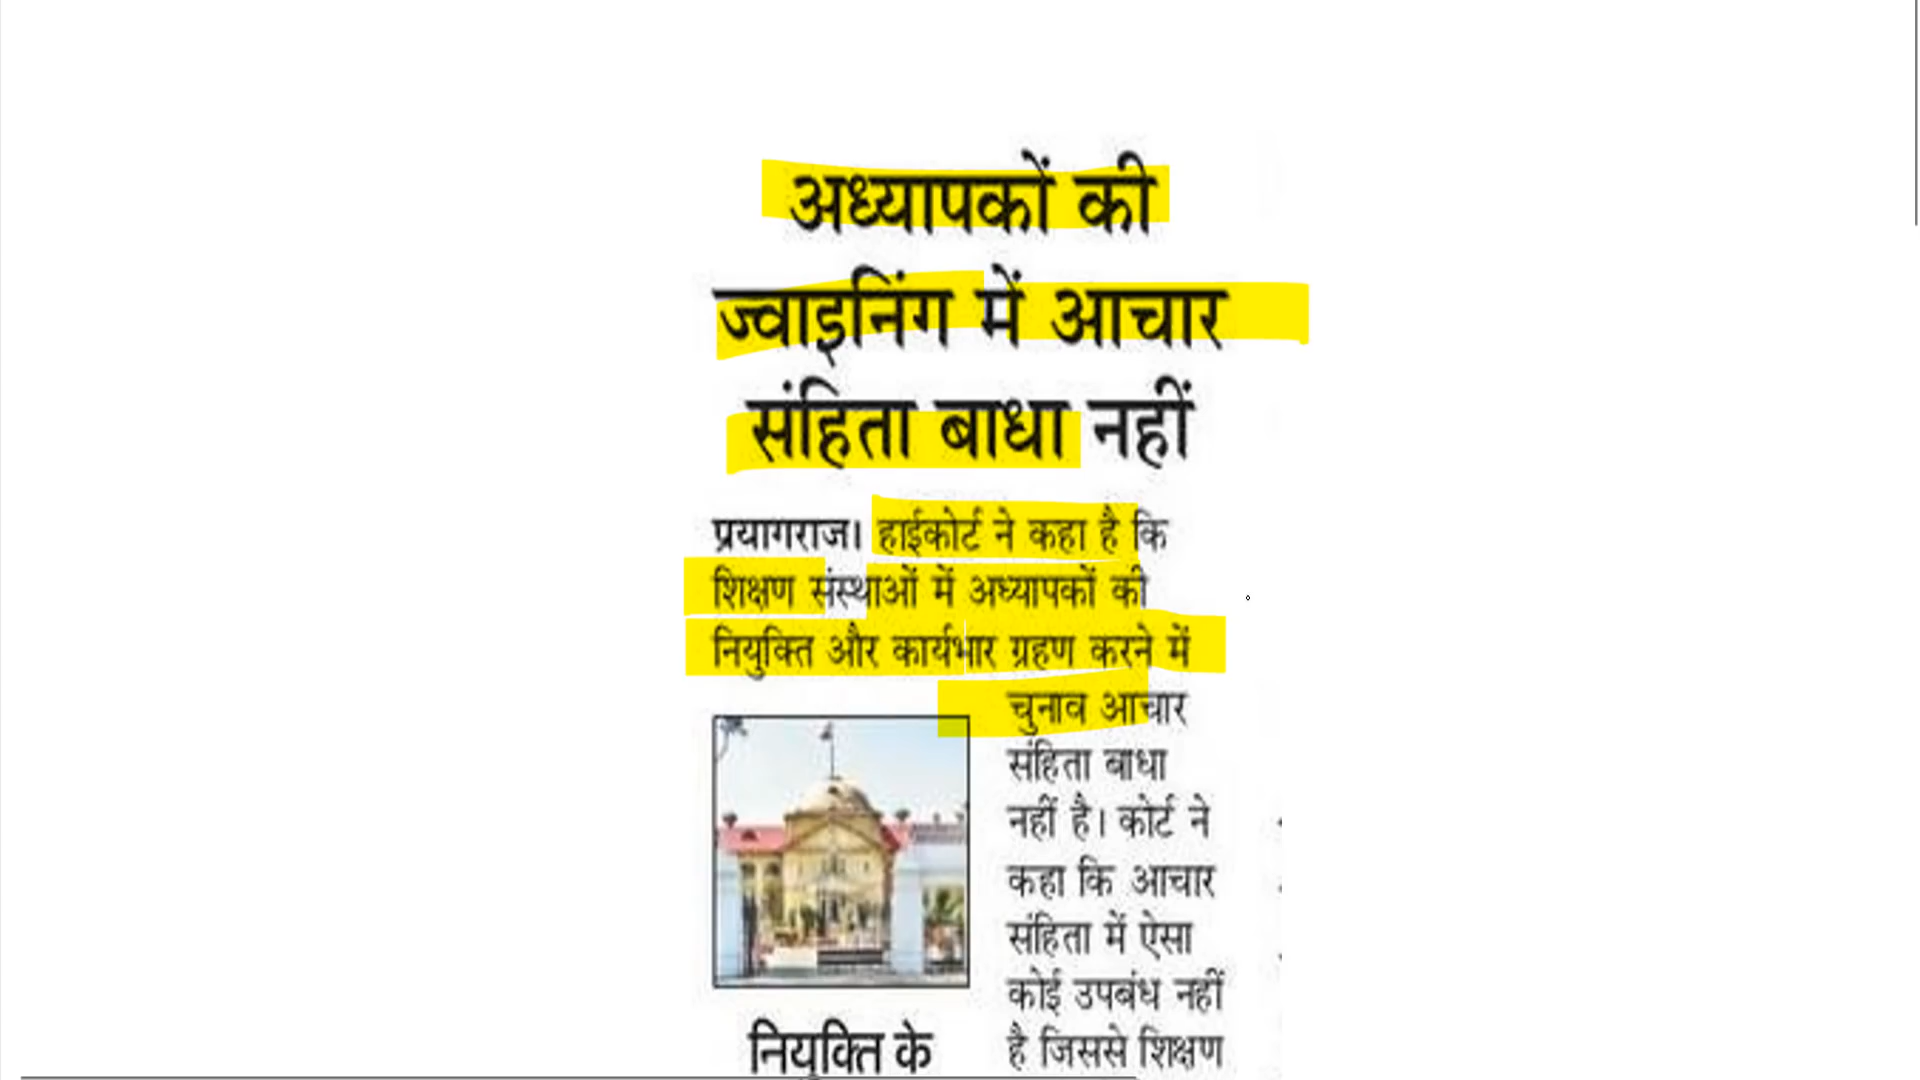 अध्यापकों की
ज्वाइनिंग में आचार
संहिता बाधा नहीं
प्रयागराज। हाईकोर्ट ने कहा है कि
शिक्षण संस्थाओं में अध्यापकों की
नियुक्ति और कार्यभार ग्रहण करने में
चुनाव आचार
संहिता बाधा
नहीं है। कोर्ट ने
कहा कि आचार
संहिता में ऐसा
कोई उपबंध नहीं
है जिससे शिक्षण
नियुक्ति के